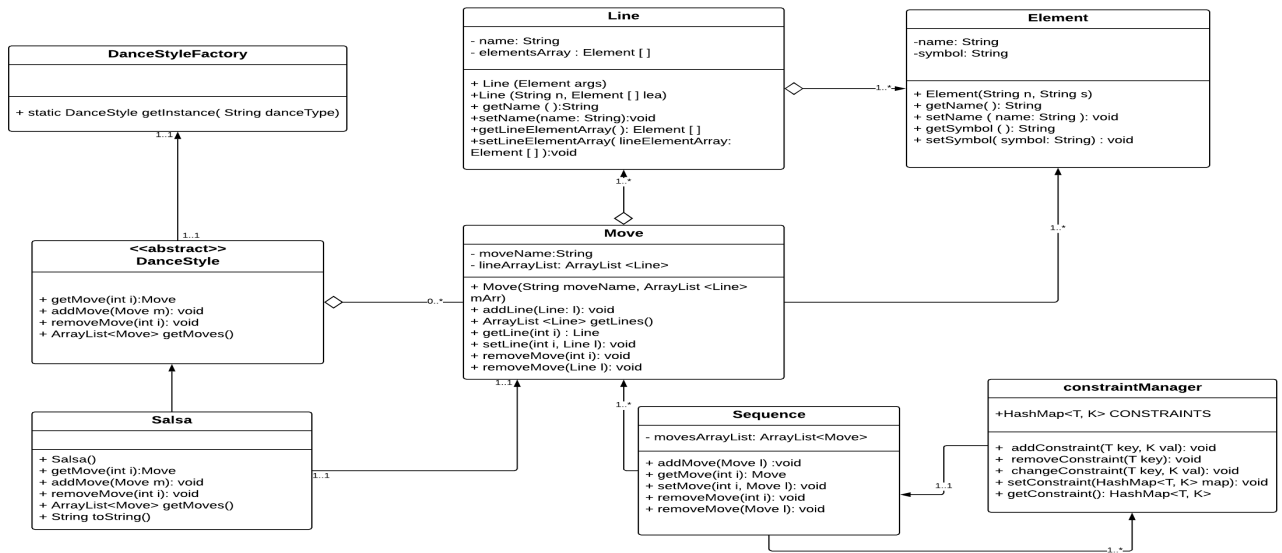 DanceStyleFactory
+ static DanceStyle getInstance( String danceType)
1..1
1..1
<<abstract>>
DanceStyle
+ getMove(int i):Move
+ addMove(Move m): void
+ removeMove(int i): void
+ ArrayList<Move> getMoves()
0..*
Salsa
+ Salsa()
+ getMove(int i):Move
+ addMove(Move m): void
+ removeMove(int i): void
+ ArrayList<Move> getMoves()
+ String toString()
1..1
1..1
Line
- name: String
- elementsArray : Element [ ]
+ Line (Element args)
+Line (String n, Element [ ] lea)
+ getName ( ):String
+setName(name: String):void
+getLineElementArray( ): Element [ ]
+setLineElementArray( lineElementArray:
Element [ ] ):void
1..*
1..*
Element
-name: String
-symbol: String
+ Element(String n, String s)
+ getName( ): String
+ setName ( name: String ): void
+ getSymbol ( ): String
+ setSymbol( symbol: String) : void
1..*
Move
- moveName:String
- lineArrayList: ArrayList <Line>
+ Move(String moveName, ArrayList <Line>
mArr)
+ addLine(Line: l): void
+ ArrayList <Line> getLines()
+ getLine(int i) : Line
+ setLine(int i, Line l): void
+ removeMove(int i): void
+ removeMove(Line l): void
1..*
Sequence
- movesArrayList: ArrayList<Move>
+ addMove(Move l) :void
+ getMove(int i): Move
+ setMove(int i, Move l): void
+ removeMove(int i): void
+ removeMove(Move l): void
1..1
1..*
constraintManager
+HashMap<T, K> CONSTRAINTS
+ addConstraint(T key, K val): void
+ removeConstraint(T key): void
+ changeConstraint(T key, K val): void
+ setConstraint(HashMap<T, K> map): void
+ getConstraint(): HashMap<T, K>